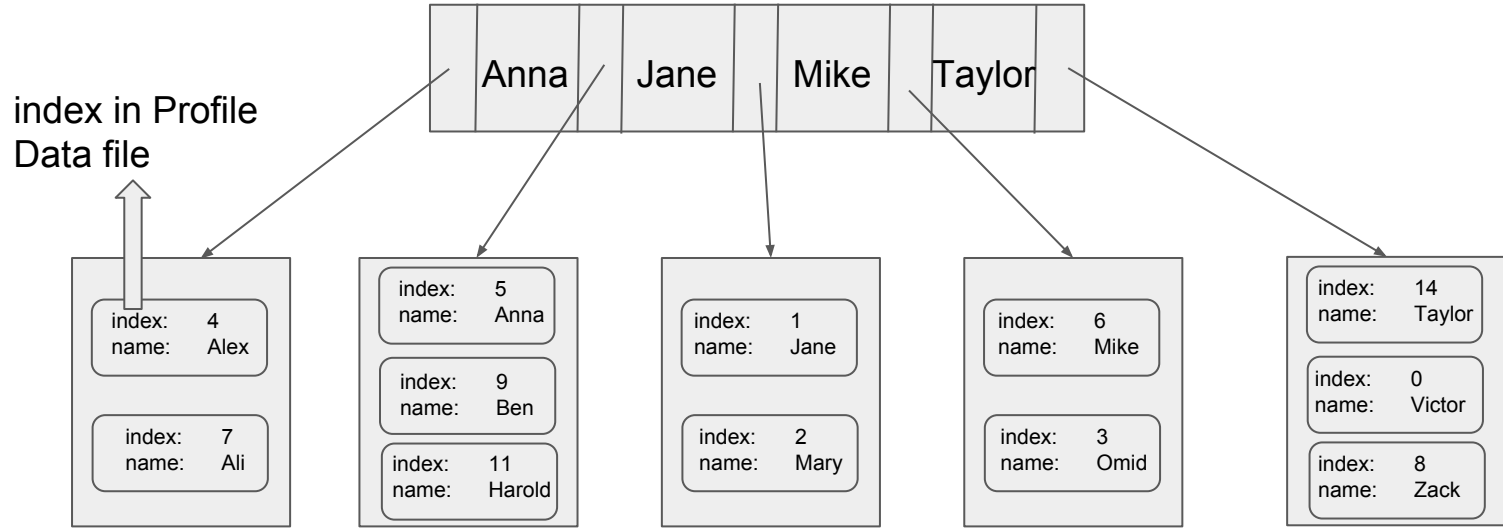 Anna Jane Mike Taylor
index in Profile
Data file
index: 4
name: Alex
index: 7
name: Ali
index: 5
name: Anna
index: 9
name: Ben
index: 11
name: Harold
index: 1
name: Jane
index: 2
name: Mary
index: 6
name: Mike
index: 3
name: Omid
index: 14
name: Taylor
index: 0
name: Victor
index: 8
name: Zack